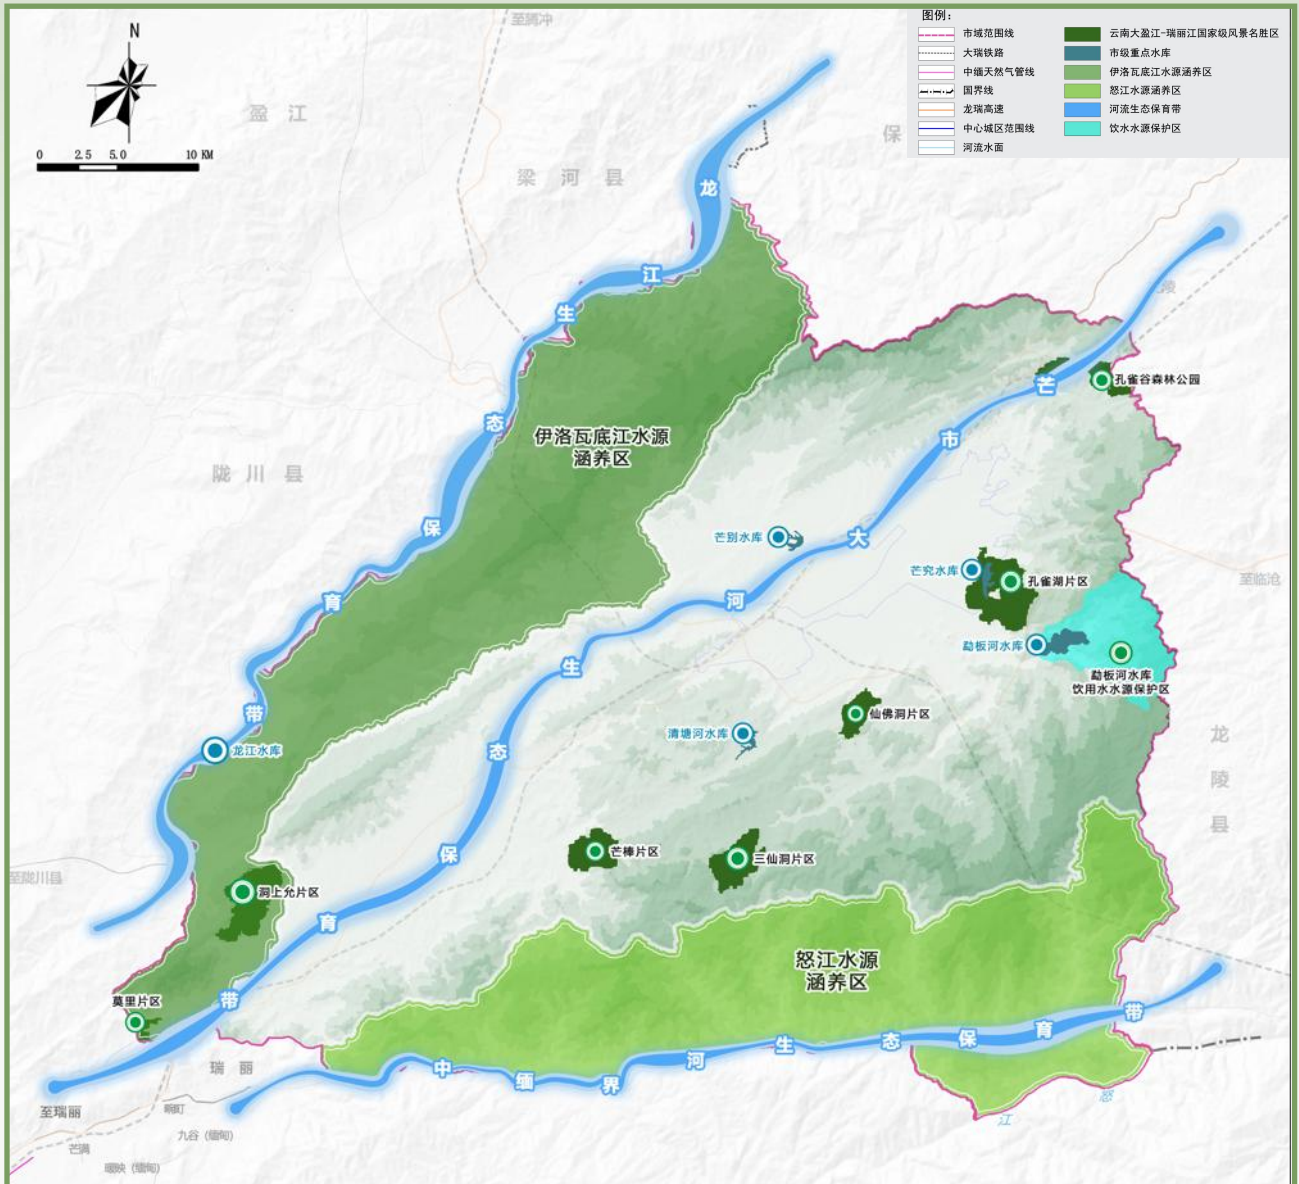 至腾冲
图例：
市域范围线
大瑞铁路
中缅天然气管线
国界线
龙瑞高速
中心城区范围线
河流水面
云南大盈江-瑞丽江国家级风景名胜区
市级重点水库
伊洛瓦底江水源涵养区
怒江水源涵养区
河流生态保育带
饮水水源保护区
N
0 2.5 5.0 10 KM
盈江
梁河县
保
陵
龙江生态保育带
芒市大河生态保育带
孔雀谷森林公园
伊洛瓦底江水源
涵养区
陇川县
芒别水库
芒究水库
孔雀湖片区
至临沧
勐板河水库
勐板河水库
饮用水水源保护区
仙佛洞片区
清塘河水库
龙江水库
龙陵县
芒棒片区
三仙洞片区
至陇川县
洞上允片区
怒江水源
涵养区
莫里片区
中缅界河生态保育带
瑞丽
至瑞丽
畹町
九谷（缅甸）
芒满
怒
江